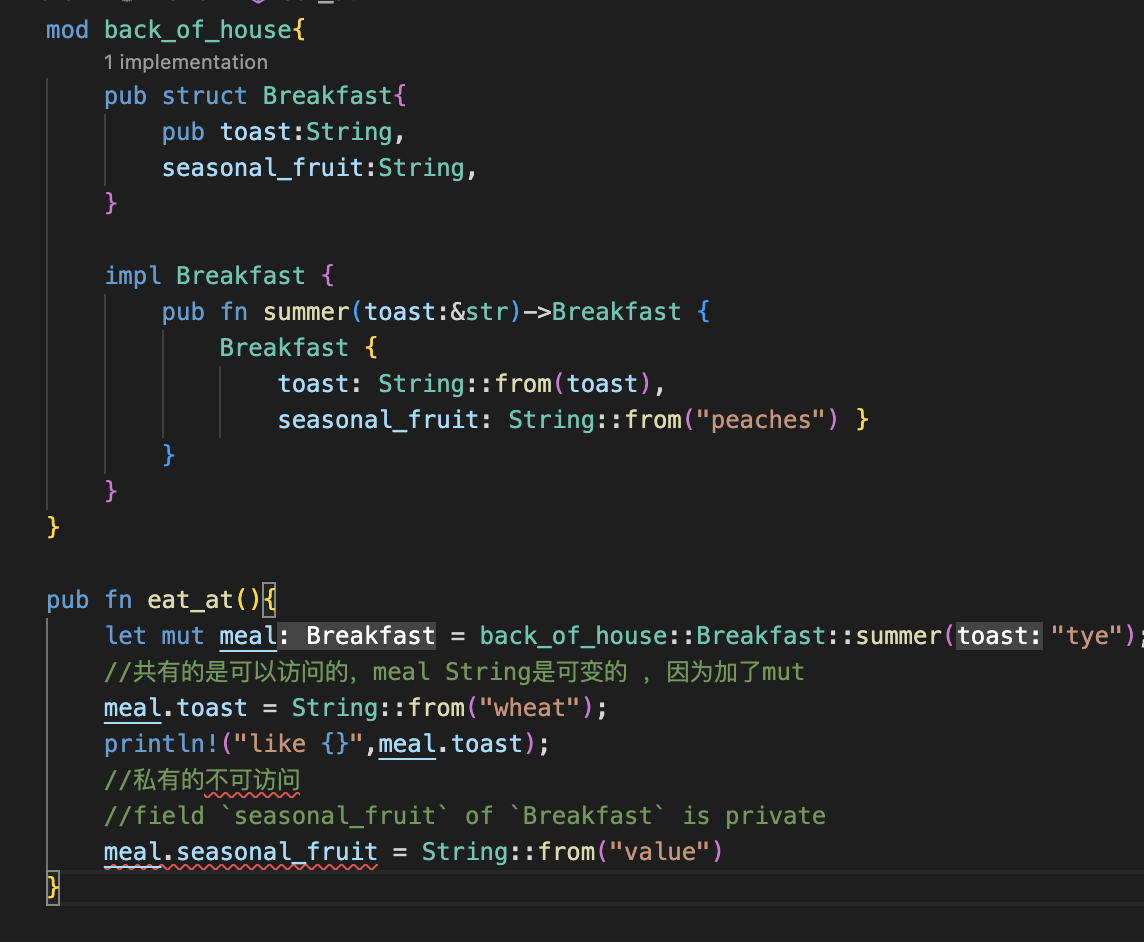 mod back_of_house{
1 implementation
pub struct Breakfast{
pub toast:String,
seasonal_fruit:String,
}
impl Breakfast {
pub fn summer(toast:&str)->Breakfast {
Breakfast {
toast: String::from(toast),
seasonal_fruit: String::from("peaches") }
}
}
}
pub fn eat_at(){
let mut meal: Breakfast = back_of_house::Breakfast::summer(toast: "tye");
//共有的是可以访问的，meal String是可变的 ，因为加了mut
meal.toast = String::from("wheat");
println!("like {}",meal.toast);
//私有的不可访问
//field `seasonal_fruit` of `Breakfast` is private
meal.seasonal_fruit = String::from("value")
}